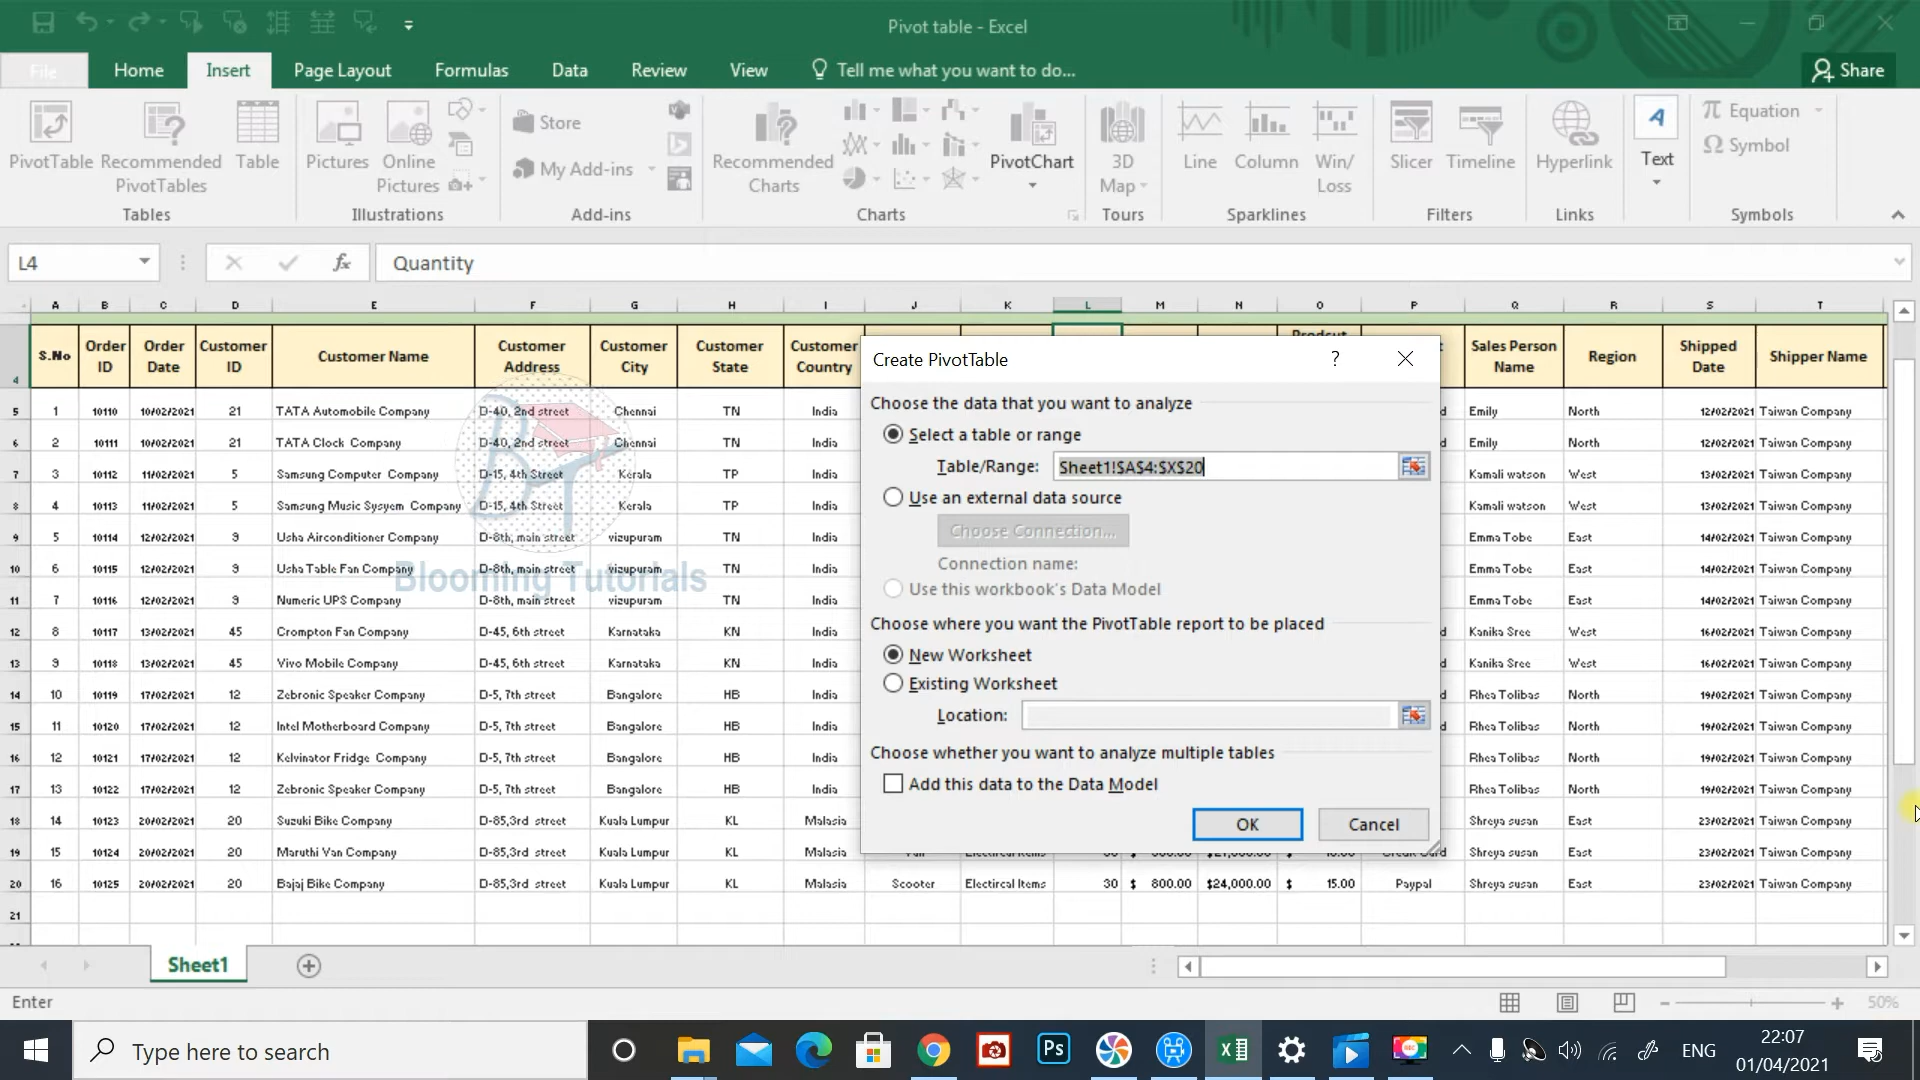 Pivot table - Excel
File Home Insert Page Layout Formulas Data Review View Tell me what you want to do... Share
PivotTable Recommended PivotTables Table Pictures Online Pictures Store My Add-ins Recommended Charts PivotChart 3D Map Line Column Win/Loss Slicer Timeline Hyperlink Text Equation Symbol
Tables Illustrations Add-ins Charts Tours Sparklines Filters Links Symbols
L4 fx Quantity
A B C D E F G H I J K L M N O P Q R S T
4 S.No Order ID Order Date Customer ID Customer Name Customer Address Customer City Customer State Customer Country Sales Person Name Region Shipped Date Shipper Name
5 1 10110 10/02/2021 21 TATA Automobile Company D-40, 2nd street Chennai TN India Emily North 12/02/2021 Taiwan Company
6 2 10111 10/02/2021 21 TATA Clock Company D-40, 2nd street Chennai TN India Emily North 12/02/2021 Taiwan Company
7 3 10112 11/02/2021 5 Samsung Computer Company D-15, 4th Street Kerala TP India Kamali watson West 13/02/2021 Taiwan Company
8 4 10113 11/02/2021 5 Samsung Music Sysyem Company D-15, 4th Street Kerala TP India Kamali watson West 13/02/2021 Taiwan Company
9 5 10114 12/02/2021 9 Usha Airconditioner Company D-8th, main street vizupuram TN India Emma Tobe East 14/02/2021 Taiwan Company
10 6 10115 12/02/2021 9 Usha Table Fan Company D-8th, main street vizupuram TN India Emma Tobe East 14/02/2021 Taiwan Company
11 7 10116 12/02/2021 9 Numeric UPS Company D-8th, main street vizupuram TN India Emma Tobe East 14/02/2021 Taiwan Company
12 8 10117 13/02/2021 45 Crompton Fan Company D-45, 6th street Karnataka KN India Kanika Sree West 16/02/2021 Taiwan Company
13 9 10118 13/02/2021 45 Vivo Mobile Company D-45, 6th street Karnataka KN India Kanika Sree West 16/02/2021 Taiwan Company
14 10 10119 17/02/2021 12 Zebronic Speaker Company D-5, 7th street Bangalore HB India Rhea Tolibas North 19/02/2021 Taiwan Company
15 11 10120 17/02/2021 12 Intel Motherboard Company D-5, 7th street Bangalore HB India Rhea Tolibas North 19/02/2021 Taiwan Company
16 12 10121 17/02/2021 12 Kelvinator Fridge Company D-5, 7th street Bangalore HB India Rhea Tolibas North 19/02/2021 Taiwan Company
17 13 10122 17/02/2021 12 Zebronic Speaker Company D-5, 7th street Bangalore HB India Rhea Tolibas North 19/02/2021 Taiwan Company
18 14 10123 20/02/2021 20 Suzuki Bike Company D-85,3rd street Kuala Lumpur KL Malasia Shreya susan East 23/02/2021 Taiwan Company
19 15 10124 20/02/2021 20 Maruthi Van Company D-85,3rd street Kuala Lumpur KL Malasia Shreya susan East 23/02/2021 Taiwan Company
20 16 10125 20/02/2021 20 Bajaj Bike Company D-85,3rd street Kuala Lumpur KL Malasia Scooter Electircal Items 30 $ 800.00 $24,000.00 $ 15.00 Paypal Shreya susan East 23/02/2021 Taiwan Company
21
Blooming Tutorials
Create PivotTable ?
Choose the data that you want to analyze
Select a table or range
Table/Range: Sheet1!$A$4:$X$20
Use an external data source
Choose Connection...
Connection name:
Use this workbook's Data Model
Choose where you want the PivotTable report to be placed
New Worksheet
Existing Worksheet
Location:
Choose whether you want to analyze multiple tables
Add this data to the Data Model
OK Cancel
Sheet1
Enter 50%
Type here to search Ps ENG 22:07
01/04/2021